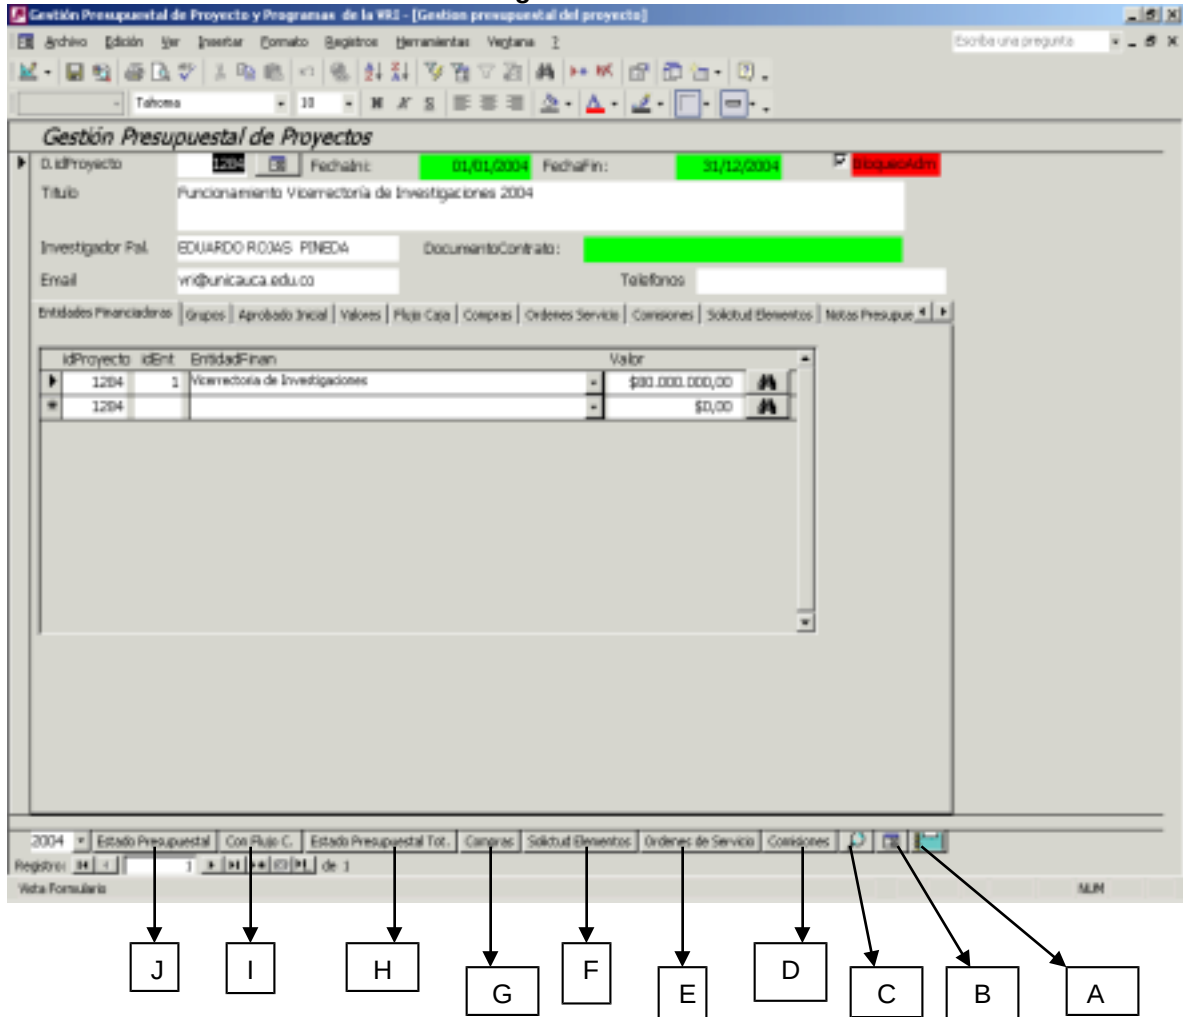 Gestión Presupuestal de Proyecto y Programas de la VRI - [Gestion presupuestal del proyecto]
Archivo Edición Ver Insertar Formato Registros Herramientas Ventana ?
Escriba una pregunta
Tahoma 10 N K S
Gestión Presupuestal de Proyectos
D.idProyecto 1204 FechaIni: 01/01/2004 FechaFin: 31/12/2004 BloqueoAdm
Titulo Funcionamiento Vicerrectoría de Investigaciones 2004
Investigador Pal. EDUARDO ROJAS PINEDA DocumentoContrato:
Email vri@unicauca.edu.co Telefonos
Entidades Financiadoras Grupos Aprobado Inicial Valores Flujo Caja Compras Ordenes Servicio Comisiones Solicitud Elementos Notas Presupue
idProyecto idEnt EntidadFinan Valor
1204 1 Vicerrectoria de Investigaciones $80.000.000,00
1204 $0,00
2004 Estado Presupuestal Con Flujo C. Estado Presupuestal Tot. Compras Solicitud Elementos Ordenes de Servicio Comisiones
Registro: 1 de 1
Vista Formulario NUM
J I H G F E D C B A